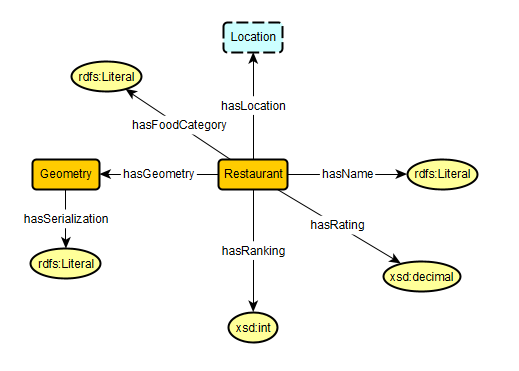 Location
rdfs:Literal
hasLocation
hasFoodCategory
Geometry
hasGeometry
Restaurant
hasName
rdfs:Literal
hasSerialization
hasRating
hasRanking
rdfs:Literal
xsd:decimal
xsd:int